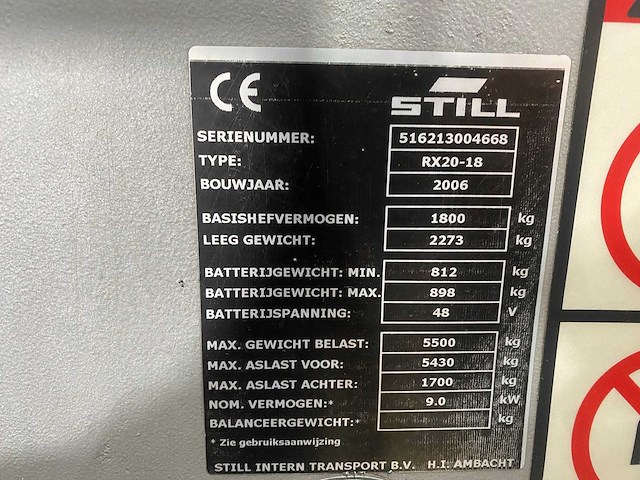 CE STILL
SERIENUMMER: 516213004668
TYPE: RX20-18
BOUWJAAR: 2006
BASISHEFVERMOGEN: 1800 kg
LEEG GEWICHT: 2273 kg
BATTERIJGEWICHT: MIN. 812 kg
BATTERIJGEWICHT: MAX. 898 kg
BATTERIJSPANNING: 48 V
MAX. GEWICHT BELAST: 5500 kg
MAX. ASLAST VOOR: 5430 kg
MAX. ASLAST ACHTER: 1700 kg
NOM. VERMOGEN:* 9.0 kW
BALANCEERGEWICHT:* kg
* Zie gebruiksaanwijzing
STILL INTERN TRANSPORT B.V. H.I. AMBACHT